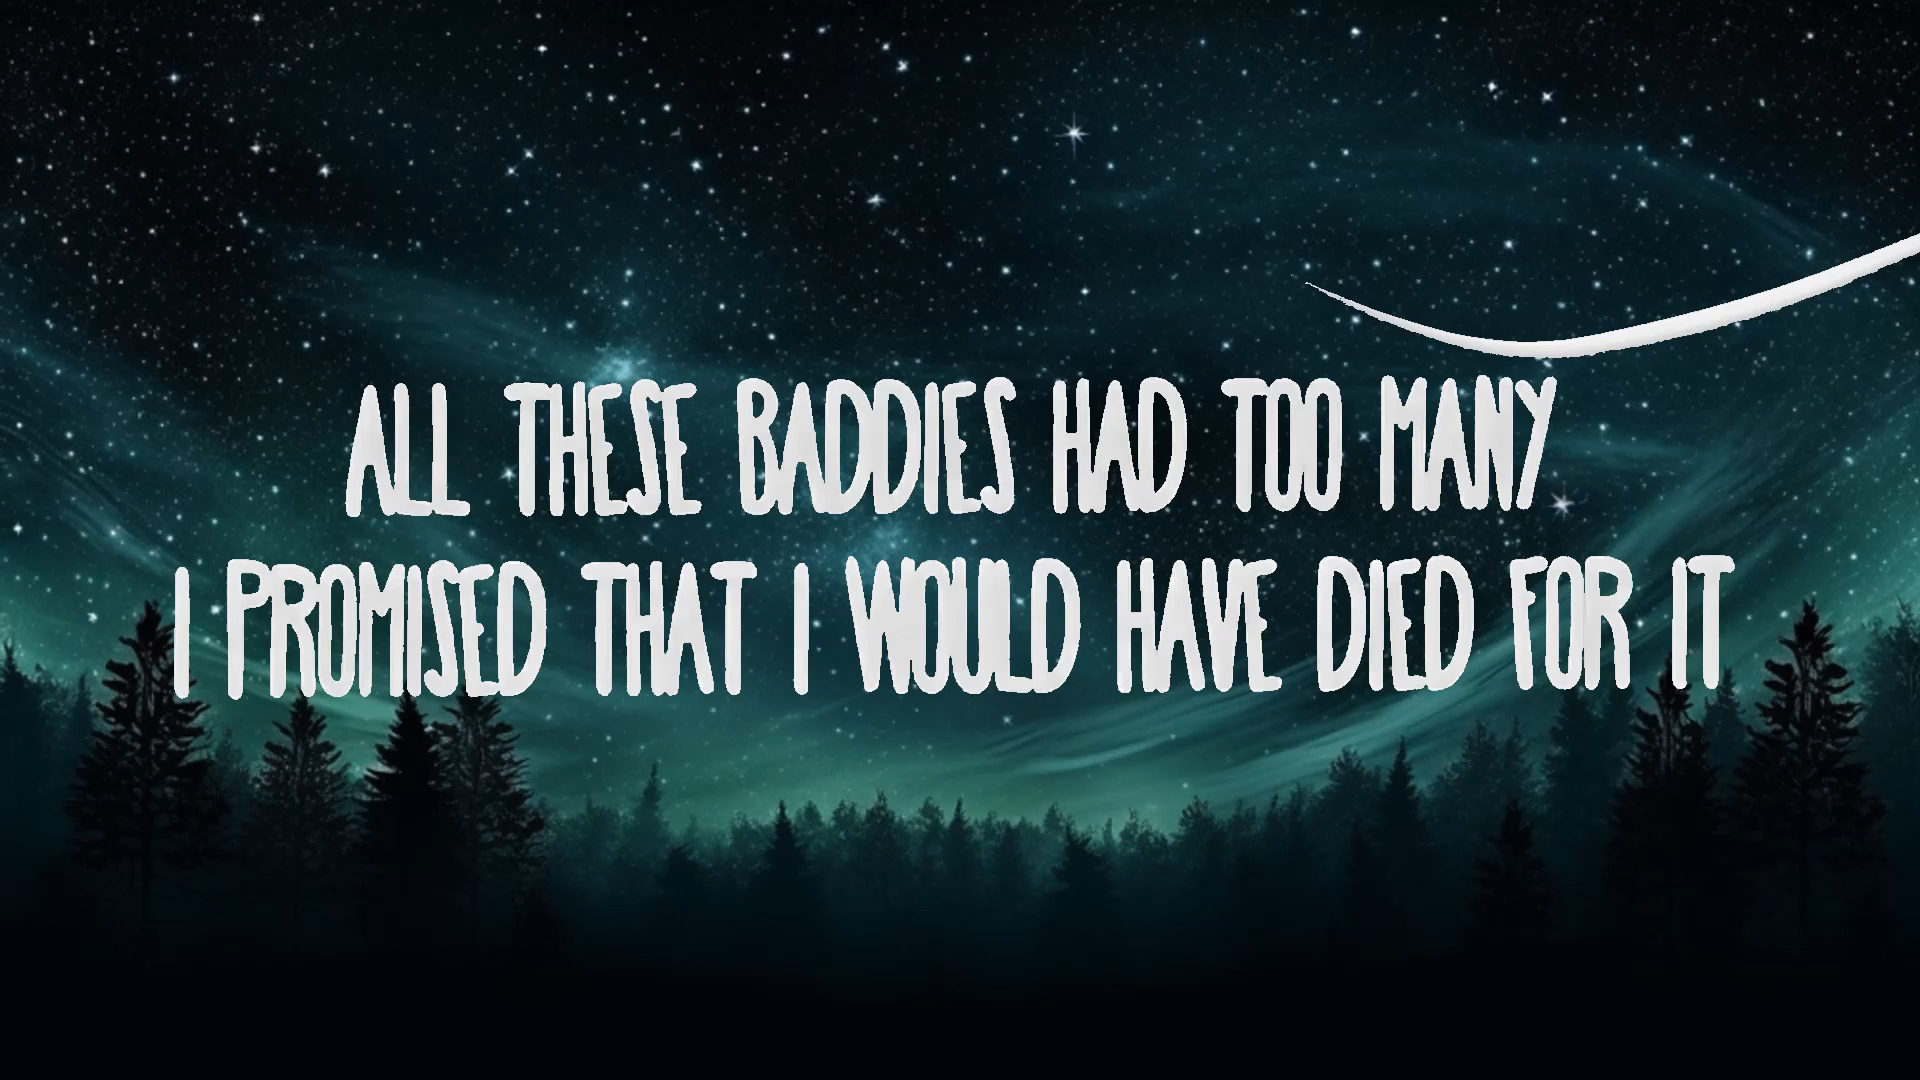 ALL THESE BADDIES HAD TOO MANY
I PROMISED THAT I WOULD HAVE DIED FOR IT